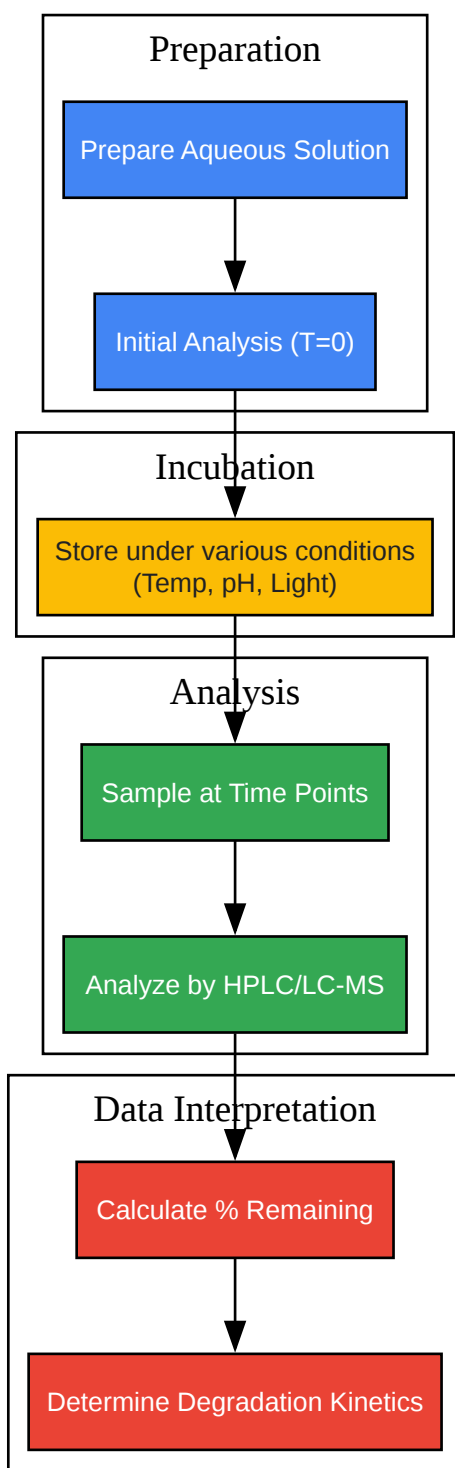 Preparation
Prepare Aqueous Solution
Initial Analysis (T=0)
Incubation
Store under various conditions
(Temp, pH, Light)
Analysis
Sample at Time Points
Analyze by HPLC/LC-MS
Data Interpretation
Calculate % Remaining
Determine Degradation Kinetics